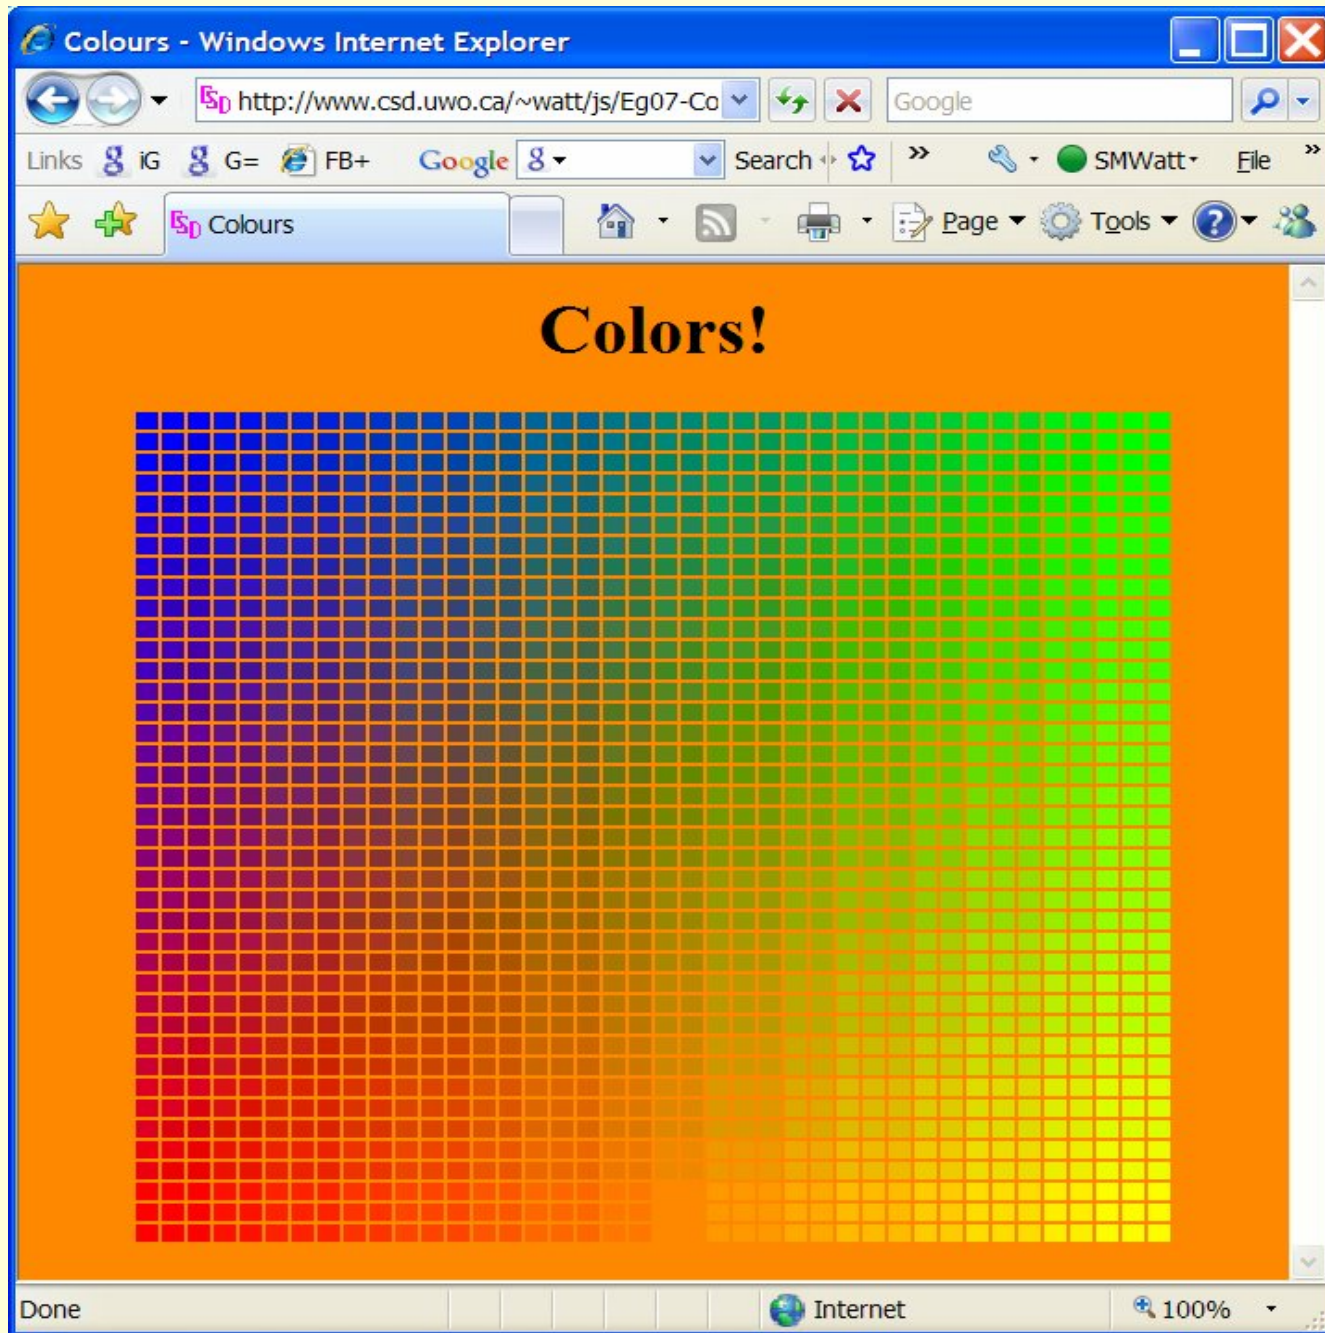 Colours - Windows Internet Explorer
http://www.csd.uwo.ca/~watt/js/Eg07-Co Google
Links iG G= FB+ Google Search » SMWatt File »
Colours Page Tools
Colors!
Done Internet 100%